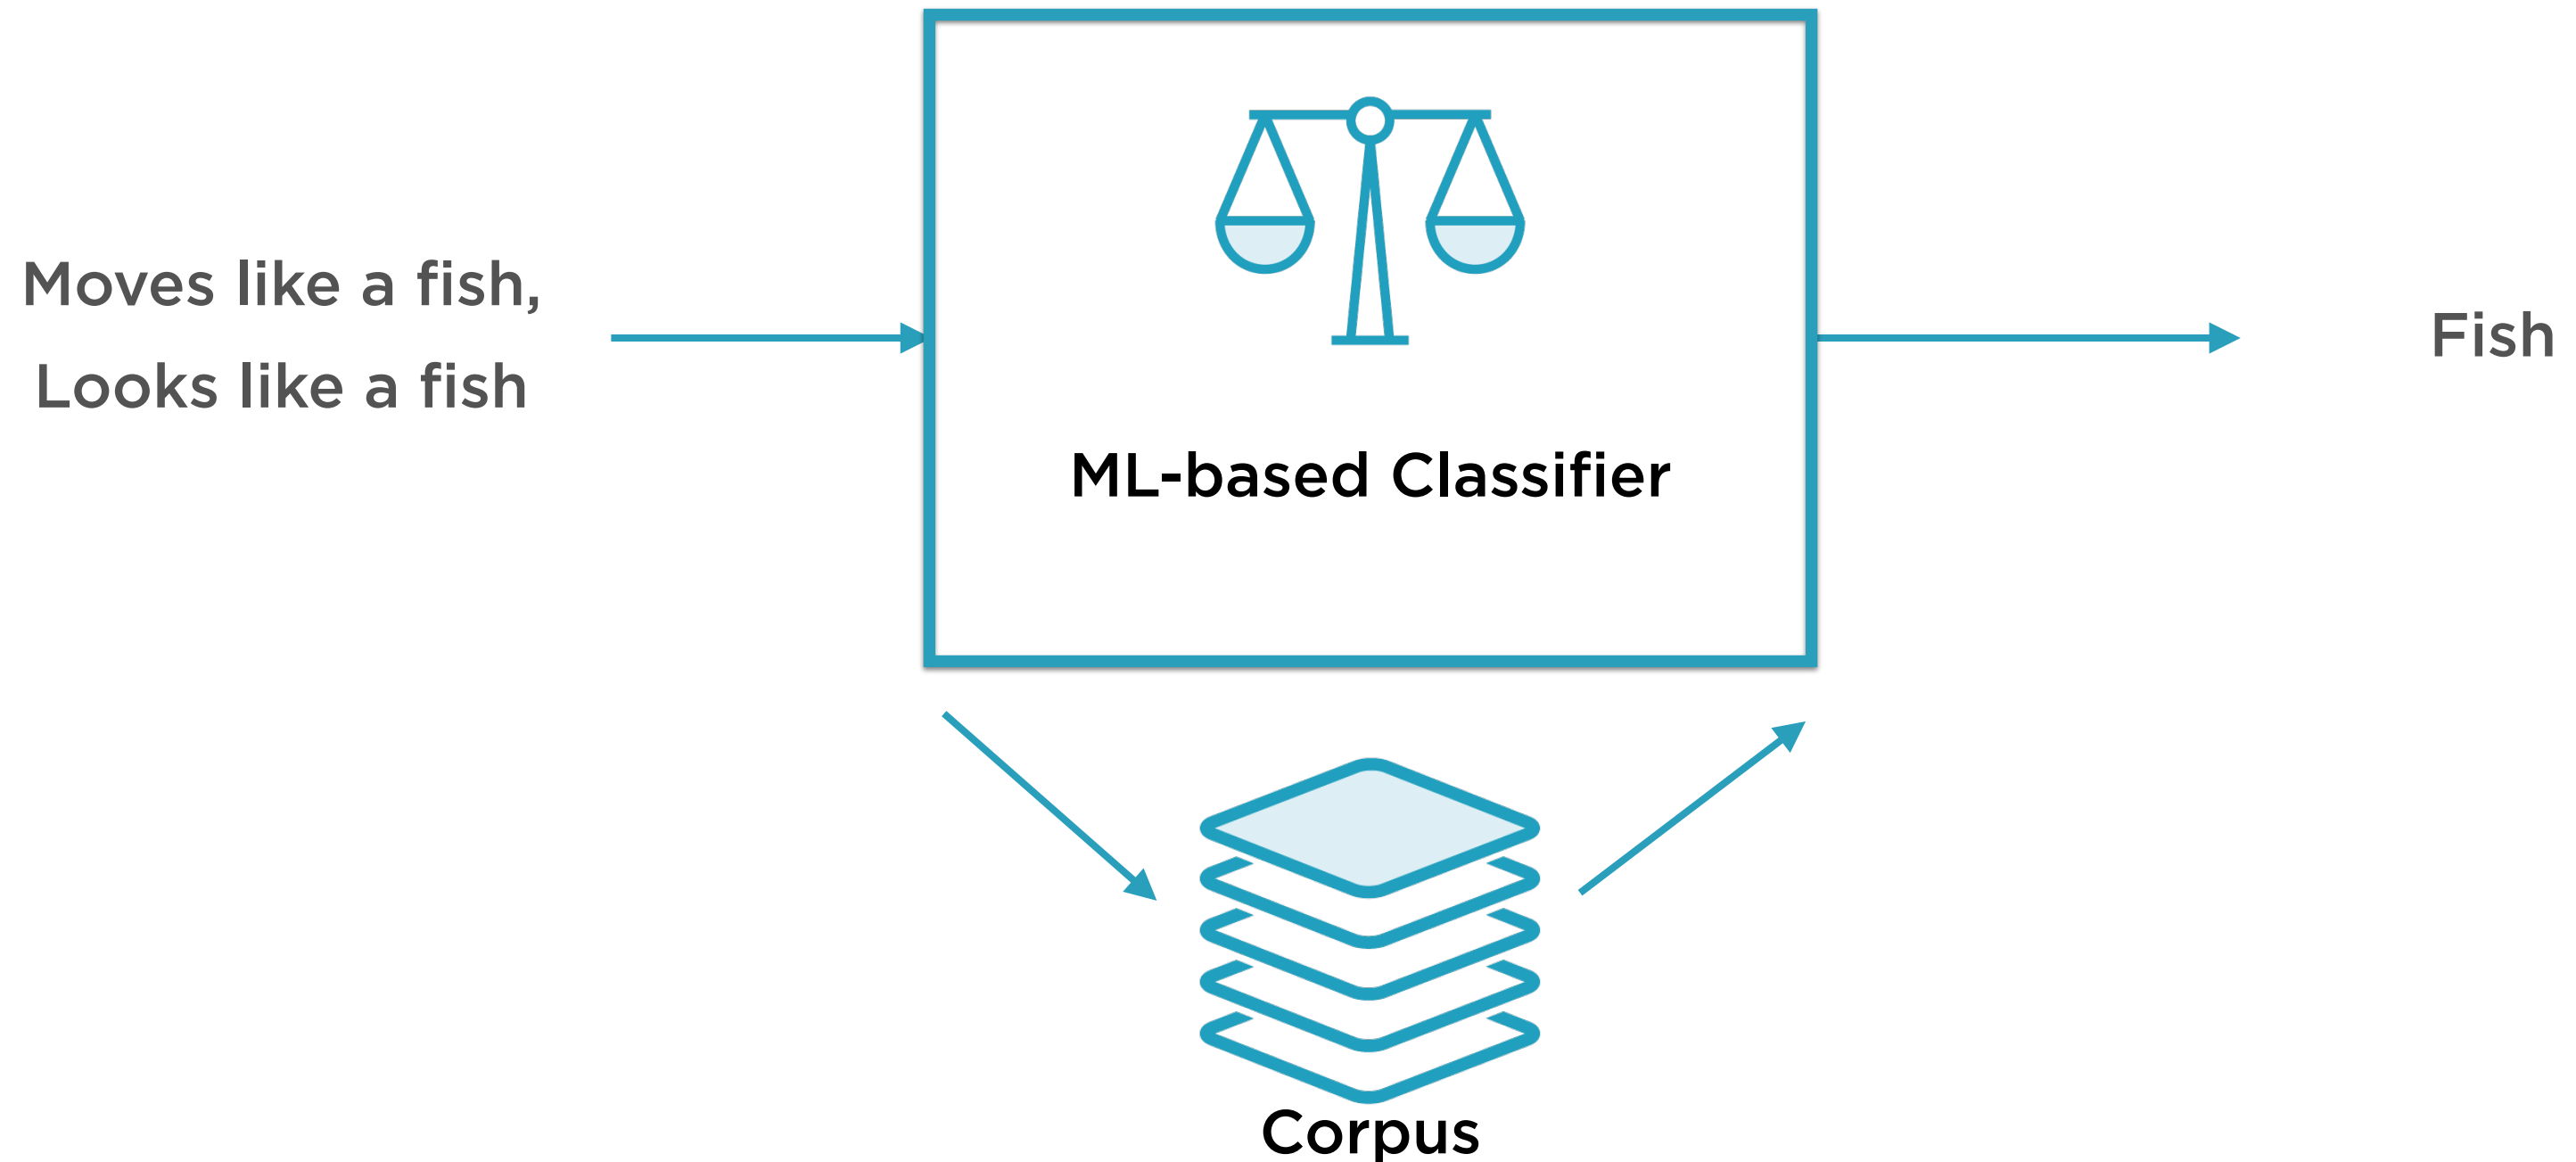 Moves like a fish,
Looks like a fish
ML-based Classifier
Fish
Corpus